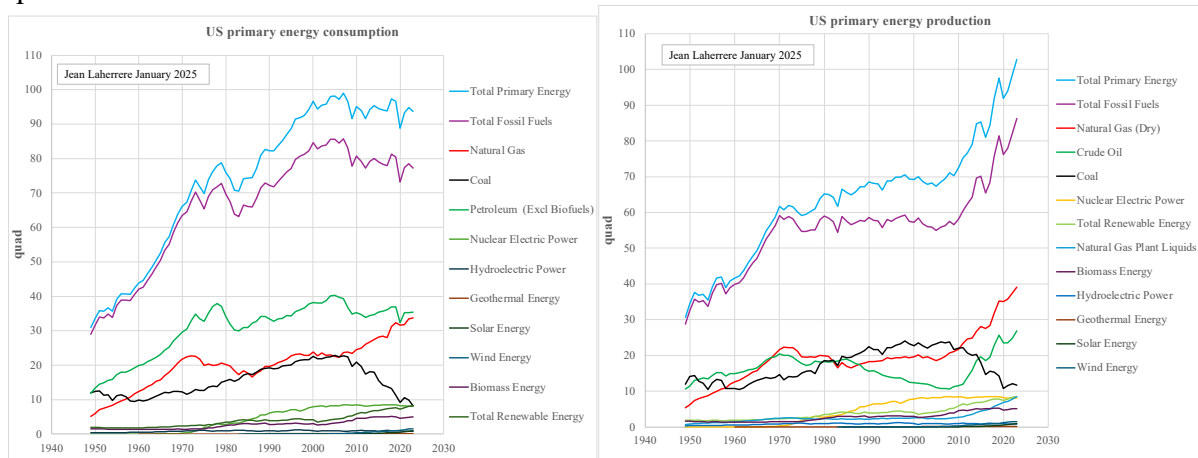 US primary energy consumption
Jean Laherrere January 2025
quad
110
100
90
80
70
60
50
40
30
20
10
0
1940 1950 1960 1970 1980 1990 2000 2010 2020 2030
Total Primary Energy
Total Fossil Fuels
Natural Gas
Coal
Petroleum (Excl Biofuels)
Nuclear Electric Power
Hydroelectric Power
Geothermal Energy
Solar Energy
Wind Energy
Biomass Energy
Total Renewable Energy
US primary energy production
Jean Laherrere January 2025
quad
110
100
90
80
70
60
50
40
30
20
10
0
1940 1950 1960 1970 1980 1990 2000 2010 2020 2030
Total Primary Energy
Total Fossil Fuels
Natural Gas (Dry)
Crude Oil
Coal
Nuclear Electric Power
Total Renewable Energy
Natural Gas Plant Liquids
Biomass Energy
Hydroelectric Power
Geothermal Energy
Solar Energy
Wind Energy